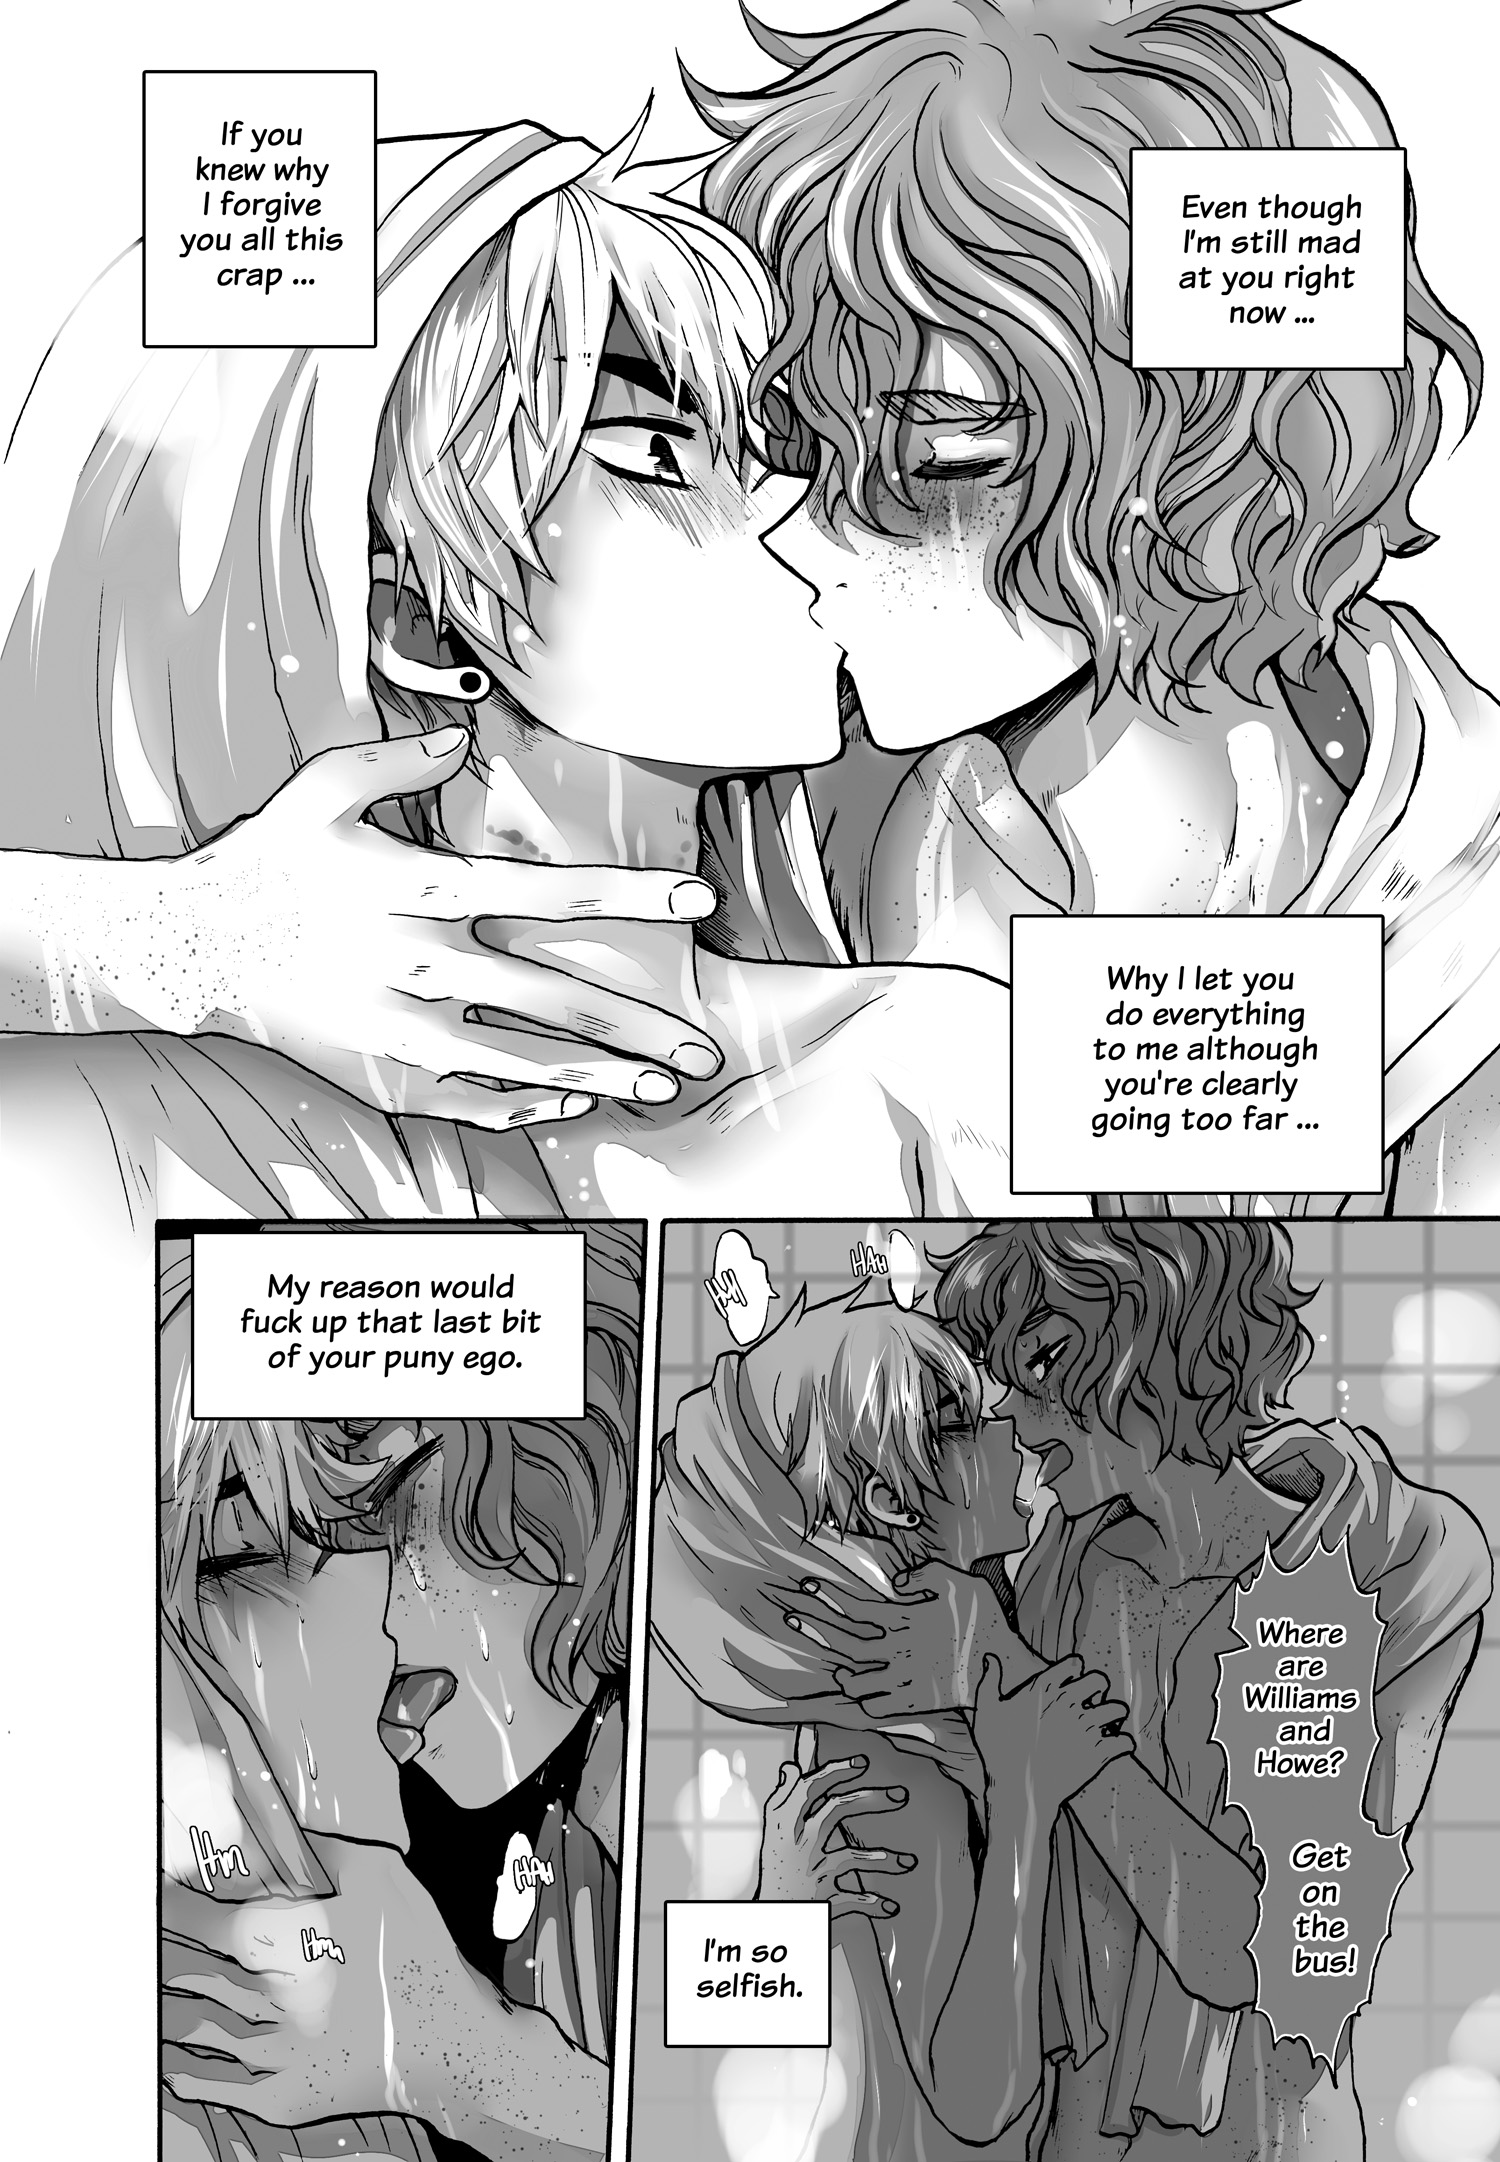 If you
knew why
I forgive
you all this
crap ...
Even though
I'm still mad
at you right
now ...
Why I let you
do everything
to me although
you're clearly
going too far ...
My reason would
fuck up that last bit
of your puny ego.
Hm
HAH
Hm
HAH
I'm so
selfish.
Where
are
Williams
and
Howe?
Get
on
the
bus!